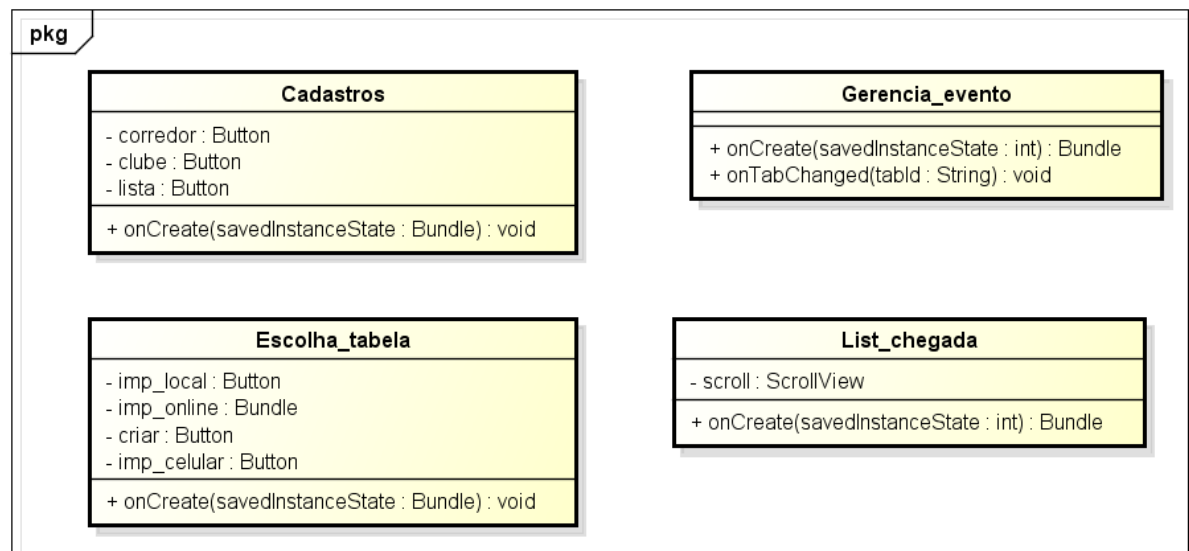 pkg
Cadastros
- corredor : Button
- clube : Button
- lista : Button
+ onCreate(savedInstanceState : Bundle) : void
Gerencia_evento
+ onCreate(savedInstanceState : int) : Bundle
+ onTabChanged(tabId : String) : void
Escolha_tabela
- imp_local : Button
- imp_online : Bundle
- criar : Button
- imp_celular : Button
+ onCreate(savedInstanceState : Bundle) : void
List_chegada
- scroll : ScrollView
+ onCreate(savedInstanceState : int) : Bundle